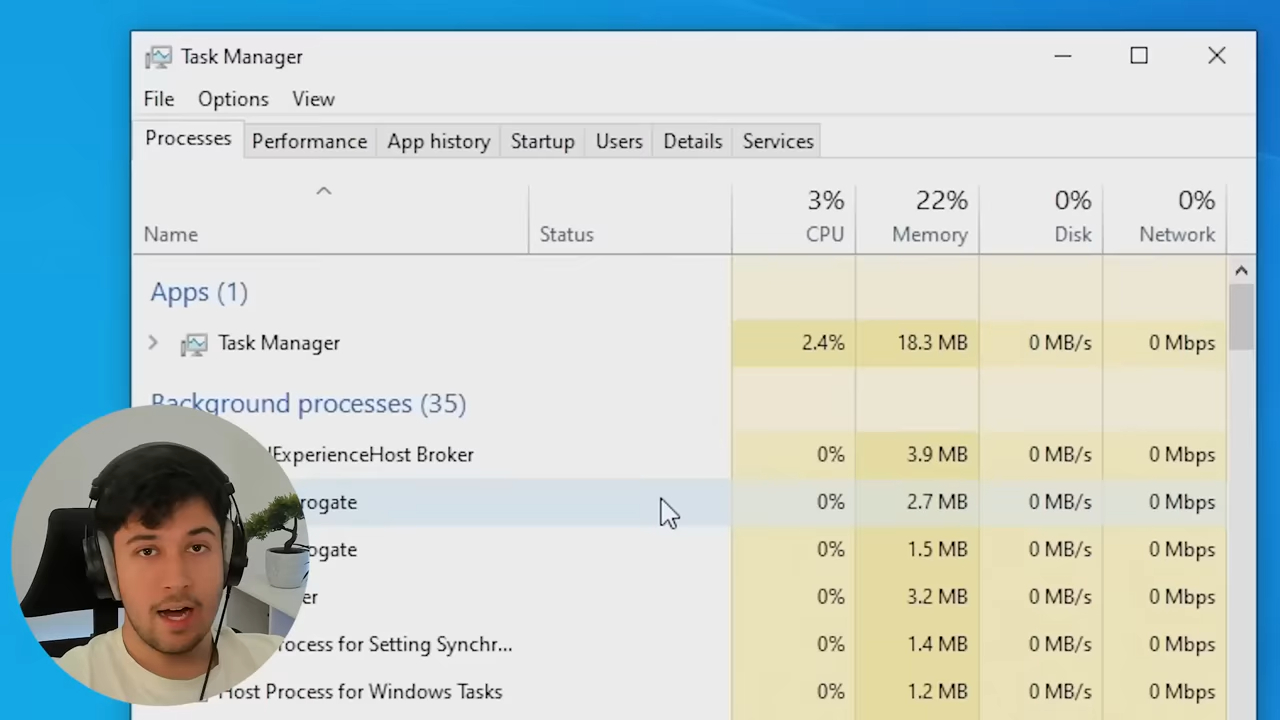 Task Manager
File Options View
Processes Performance App history Startup Users Details Services
3% 22% 0% 0%
Name Status CPU Memory Disk Network
Apps (1)
Task Manager 2.4% 18.3 MB 0 MB/s 0 Mbps
Background processes (35)
ExperienceHost Broker 0% 3.9 MB 0 MB/s 0 Mbps
rogate 0% 2.7 MB 0 MB/s 0 Mbps
ogate 0% 1.5 MB 0 MB/s 0 Mbps
er 0% 3.2 MB 0 MB/s 0 Mbps
rocess for Setting Synchr... 0% 1.4 MB 0 MB/s 0 Mbps
Host Process for Windows Tasks 0% 1.2 MB 0 MB/s 0 Mbps